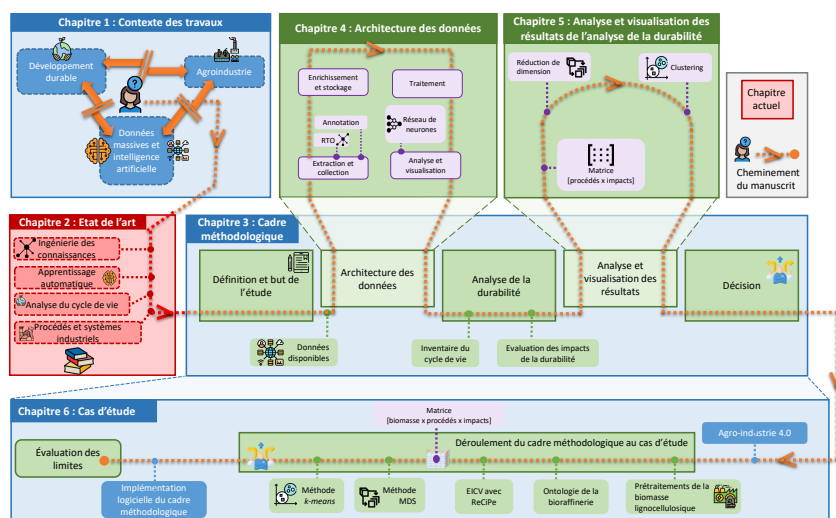 Chapitre 1 : Contexte des travaux
Développement
durable
Agroindustrie
Données
massives et
intelligence
artificielle
Chapitre 4 : Architecture des données
Enrichissement
et stockage
Traitement
Annotation
RTO
Réseau de
neurones
Extraction et
collection
Analyse et
visualisation
Chapitre 5 : Analyse et visualisation des
résultats de l'analyse de la durabilité
Réduction de
dimension
Clustering
Matrice
[procédés x impacts]
Chapitre
actuel
Cheminement
du manuscrit
Chapitre 2 : Etat de l'art
Ingénierie des
connaissances
Apprentissage
automatique
Analyse du cycle de vie
Procédés et systèmes
industriels
Chapitre 3 : Cadre
méthodologique
Définition et but de
l'étude
Architecture des
données
Analyse de la
durabilité
Analyse et
visualisation des
résultats
Décision
Données
disponibles
Inventaire du
cycle de vie
Evaluation des impacts
de la durabilité
Chapitre 6 : Cas d'étude
Matrice
[biomasse x procédés x impacts]
Agro-industrie 4.0
Évaluation des
limites
Déroulement du cadre méthodologique au cas d'étude
Implémentation
logicielle du cadre
méthodologique
Méthode
k-means
Méthode
MDS
EICV avec
ReCiPe
Ontologie de la
bioraffinerie
Prétraitements de la
biomasse
lignocellulosique